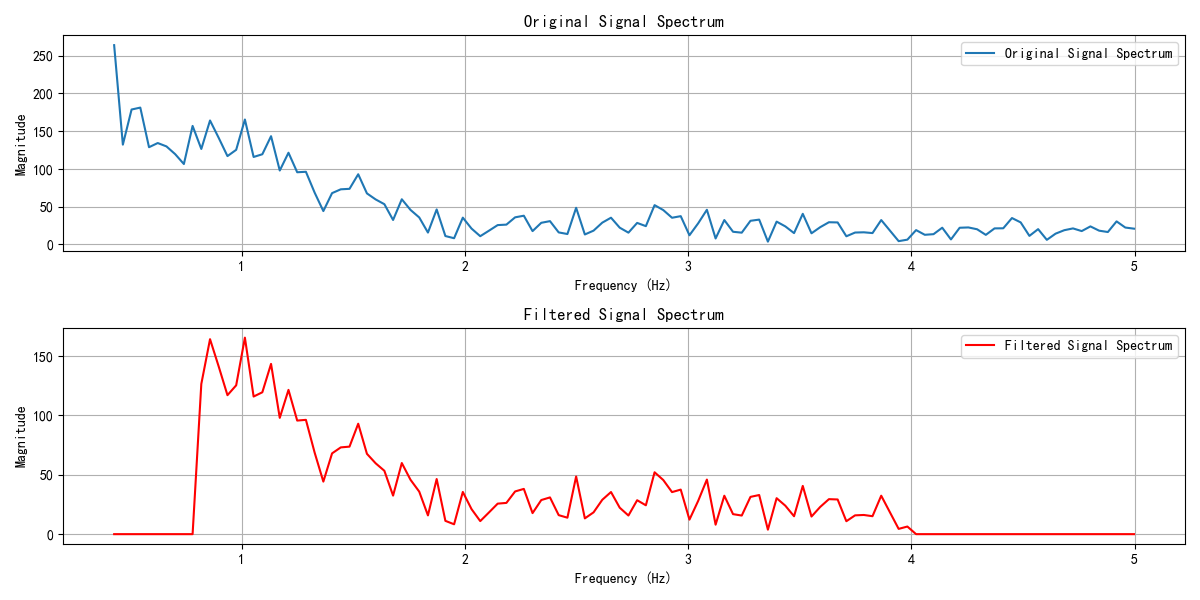 Original Signal Spectrum
Original Signal Spectrum
250
200
150
100
50
0
Magnitude
1 2 3 4 5
Frequency (Hz)
Filtered Signal Spectrum
Filtered Signal Spectrum
150
100
50
0
Magnitude
1 2 3 4 5
Frequency (Hz)